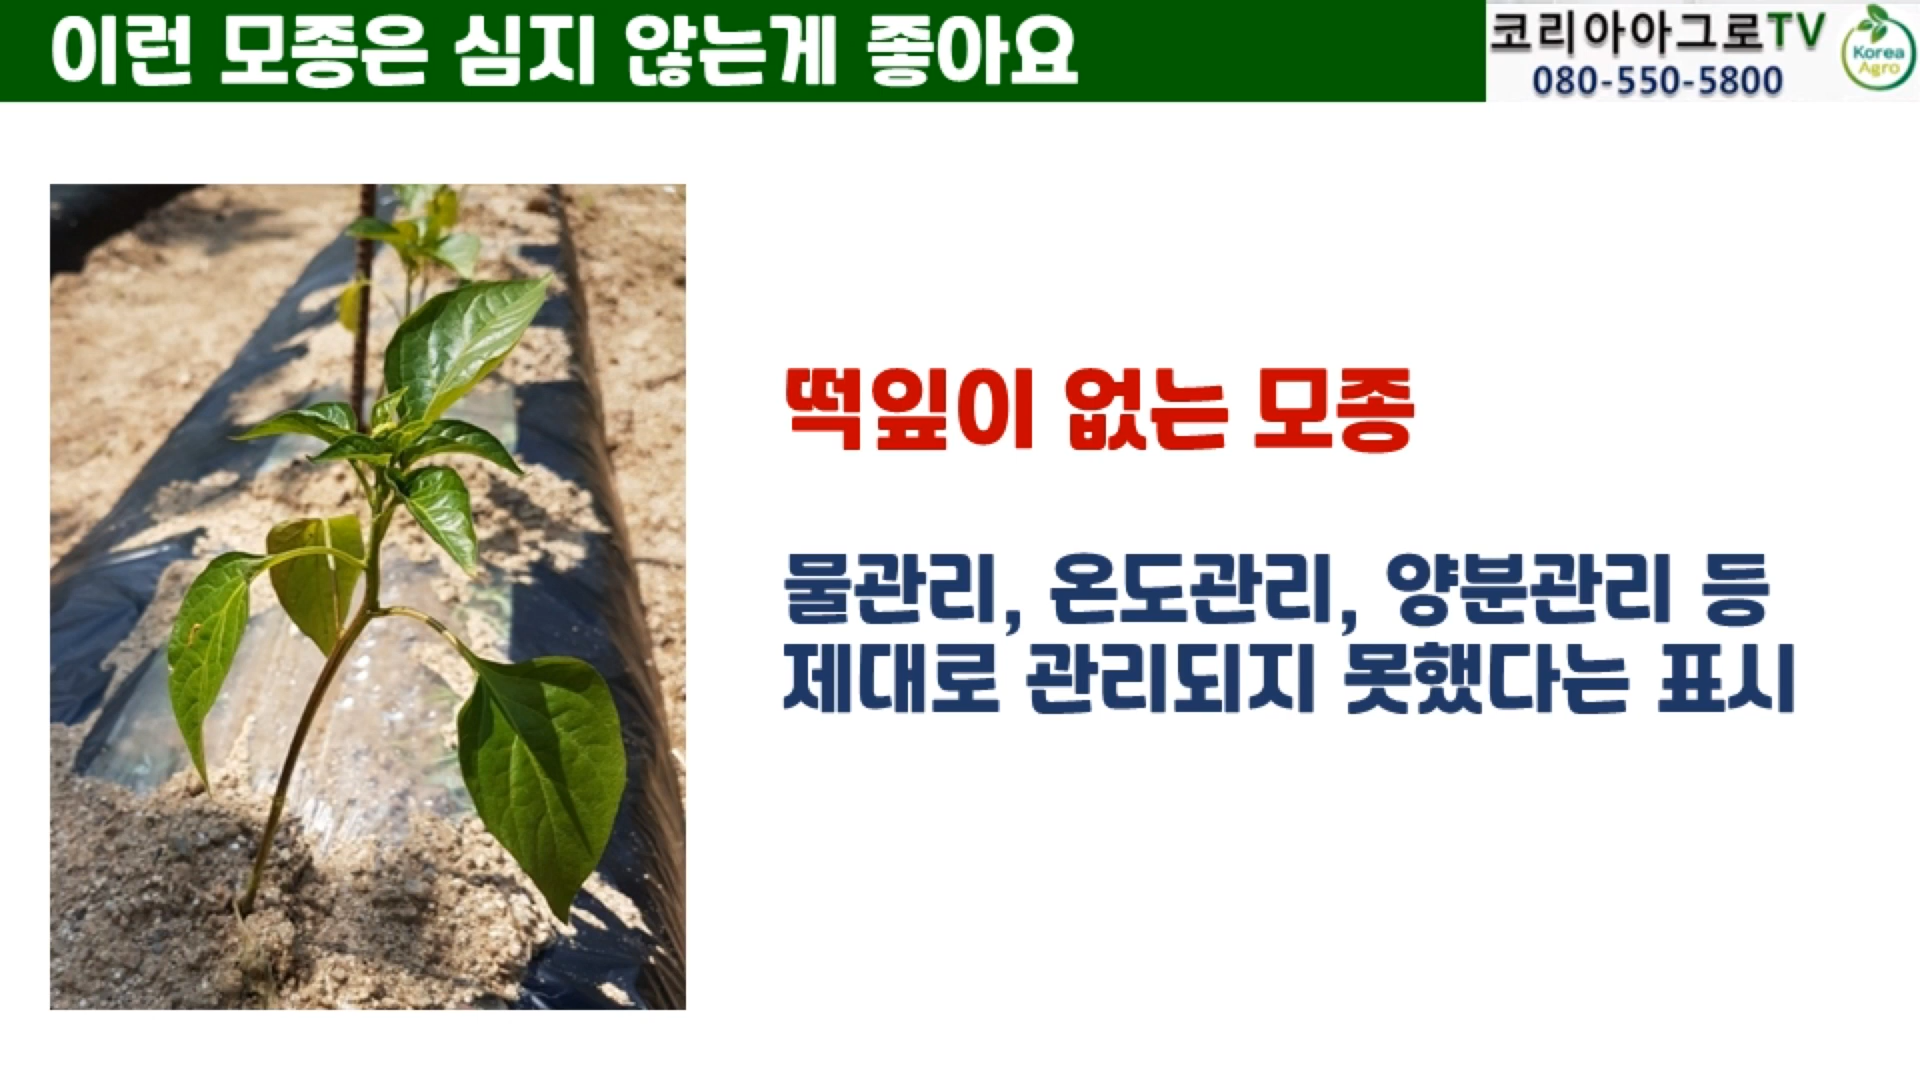 이런 모종은 심지 않는게 좋아요
코리아아그로TV
080-550-5800
Korea
Agro
떡잎이 없는 모종
물관리, 온도관리, 양분관리 등
제대로 관리되지 못했다는 표시